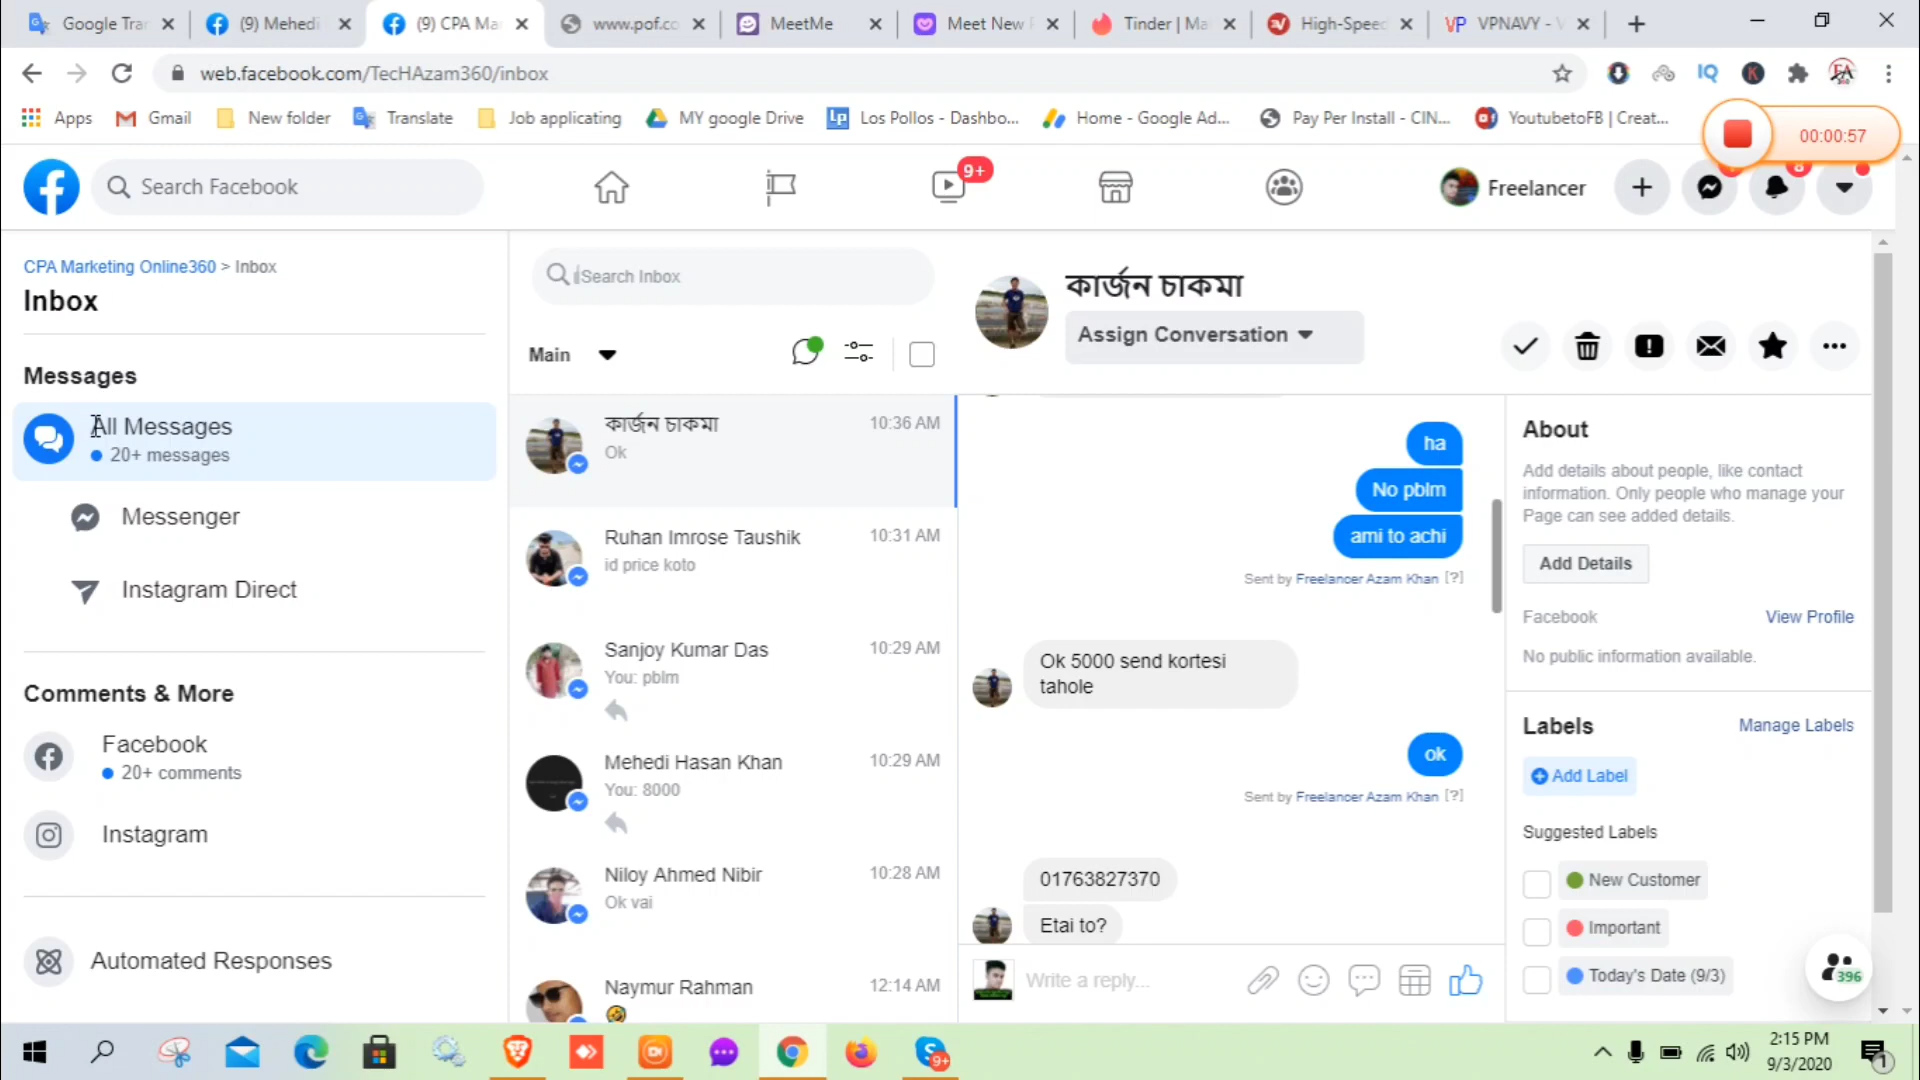 Google Tra
(9) Mehedi
(9) CPA Ma
www.pof.co
MeetMe
Meet New
Tinder | Ma
High-Speed
VPNAVY -
web.facebook.com/TecHAzam360/inbox
Apps
Gmail
New folder
Translate
Job applicating
MY google Drive
Los Pollos - Dashbo...
Home - Google Ad...
Pay Per Install - CIN...
YoutubetoFB | Creat...
00:00:57
Search Facebook
9+
Freelancer
8
CPA Marketing Online360 > Inbox
Inbox
Messages
All Messages
20+ messages
Messenger
Instagram Direct
Comments & More
Facebook
20+ comments
Instagram
Automated Responses
Search Inbox
Main
কার্জন চাকমা
10:36 AM
Ok
Ruhan Imrose Taushik
10:31 AM
id price koto
Sanjoy Kumar Das
10:29 AM
You: pblm
Mehedi Hasan Khan
10:29 AM
You: 8000
Niloy Ahmed Nibir
10:28 AM
Ok vai
Naymur Rahman
12:14 AM
কার্জন চাকমা
Assign Conversation
ha
No pblm
ami to achi
Sent by Freelancer Azam Khan [?]
Ok 5000 send kortesi
tahole
ok
Sent by Freelancer Azam Khan [?]
01763827370
Etai to?
Write a reply...
About
Add details about people, like contact
information. Only people who manage your
Page can see added details.
Add Details
Facebook
View Profile
No public information available.
Labels
Manage Labels
Add Label
Suggested Labels
New Customer
Important
Today's Date (9/3)
396
9+
2:15 PM
9/3/2020
1